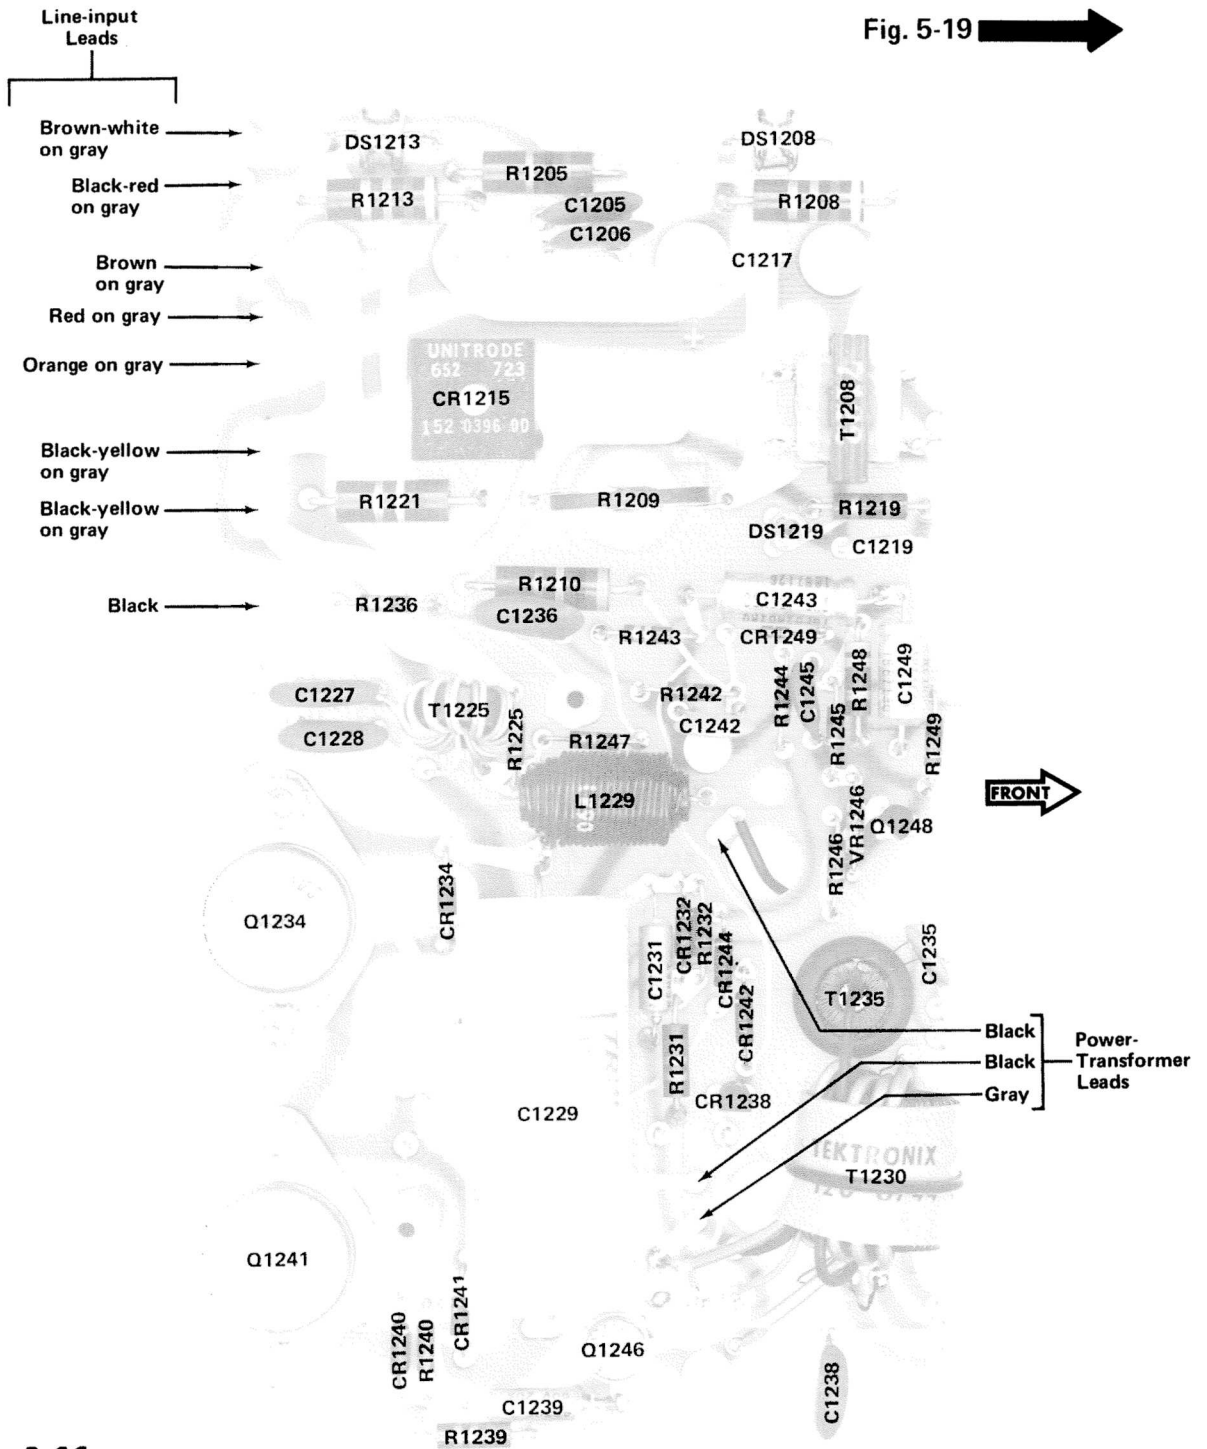 Line-input
Leads
Fig. 5-19
Brown-white
on gray
Black-red
on gray
Brown
on gray
Red on gray
Orange on gray
Black-yellow
on gray
Black-yellow
on gray
Black
DS1213
DS1208
R1205
R1213
C1205
R1208
C1206
C1217
UNITRODE
652 723
CR1215
152 0396 00
T1208
R1221
R1209
R1219
DS1219
C1219
R1210
R1236
C1236
C1243
R1243
CR1249
R1244
C1245
R1248
C1249
C1227
T1225
R1242
C1242
C1228
R1225
R1247
R1245
R1249
L1229
FRONT
VR1246
Q1248
R1246
Q1234
CR1234
C1231
CR1232
R1232
CR1244
CR1242
C1235
T1235
Black
Black
Gray
Power-
Transformer
Leads
R1231
CR1238
C1229
TEKTRONIX
T1230
Q1241
CR1240
R1240
CR1241
Q1246
C1238
C1239
R1239